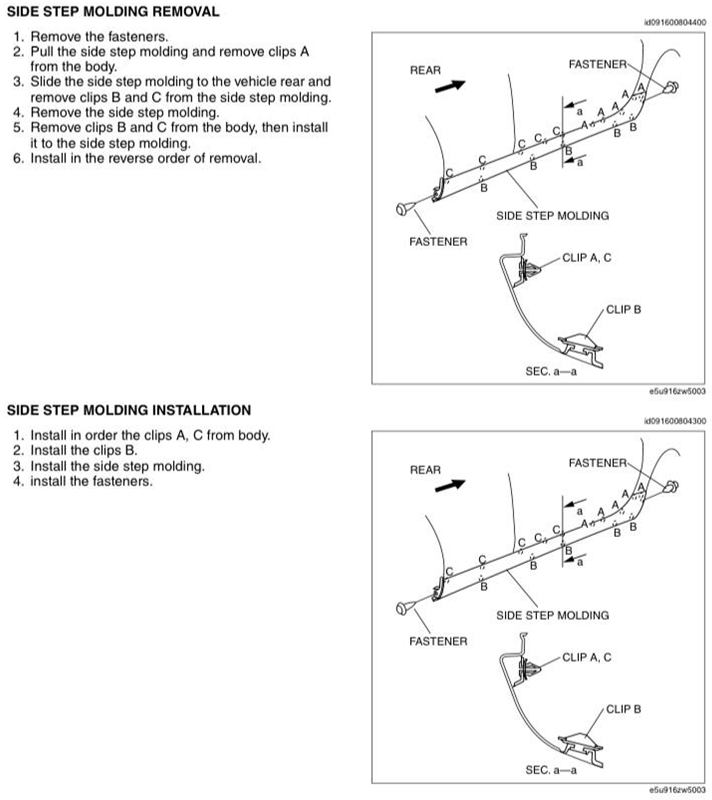 SIDE STEP MOLDING REMOVAL
id091600804400
1. Remove the fasteners.
2. Pull the side step molding and remove clips A
from the body.
3. Slide the side step molding to the vehicle rear and
remove clips B and C from the side step molding.
4. Remove the side step molding.
5. Remove clips B and C from the body, then install
it to the side step molding.
6. Install in the reverse order of removal.
REAR
FASTENER
A
A
A
A
A
a
B
B
C
C
C
C
C
B
B
B
a
SIDE STEP MOLDING
FASTENER
CLIP A, C
CLIP B
SEC. a—a
e5u916zw5003
SIDE STEP MOLDING INSTALLATION
id091600804300
1. Install in order the clips A, C from body.
2. Install the clips B.
3. Install the side step molding.
4. install the fasteners.
REAR
FASTENER
A
A
A
A
A
a
B
B
C
C
C
C
C
B
B
B
a
SIDE STEP MOLDING
FASTENER
CLIP A, C
CLIP B
SEC. a—a
e5u916zw5003